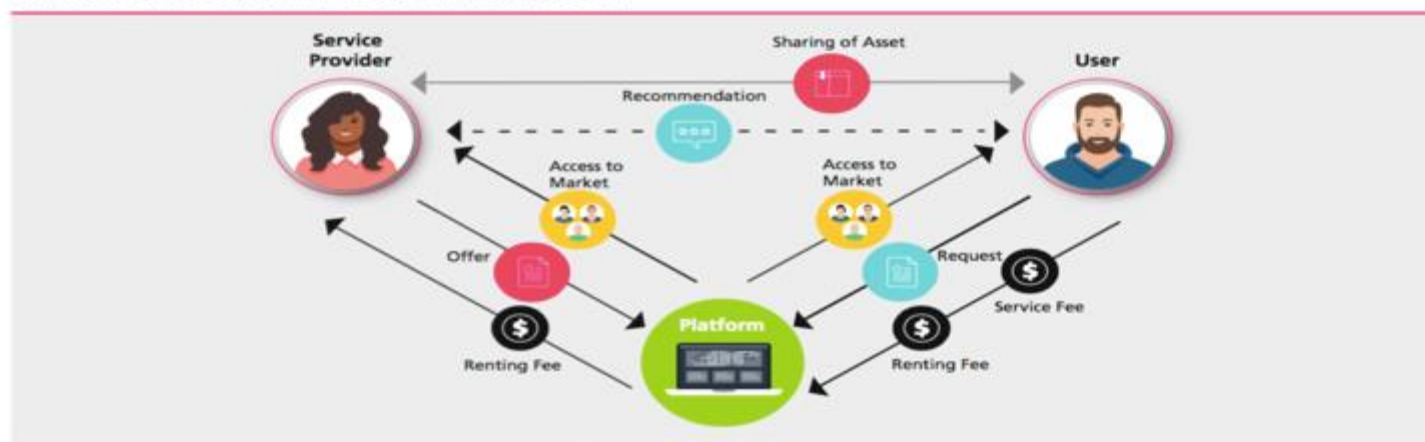 Service
Provider
Sharing of Asset
User
Recommendation
Access to
Market
Access to
Market
Offer
Request
Service Fee
Platform
Renting Fee
Renting Fee